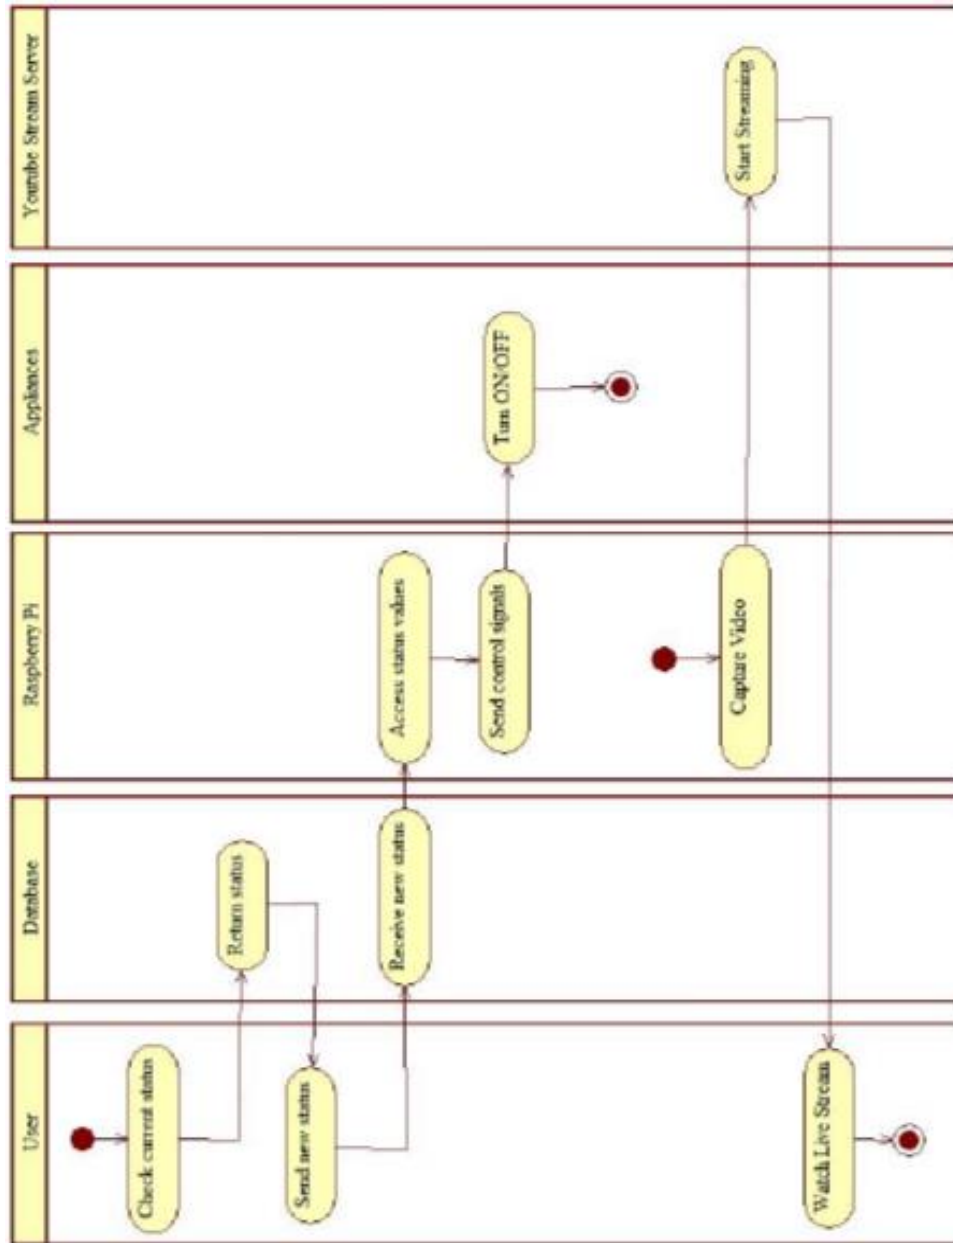 User
Database
Raspberry Pi
Appliances
Youtube Stream Server
Check current status
Return status
Send new status
Receive new status
Access status values
Send control signals
Turn ON/OFF
Capture Video
Start Streaming
Watch Live Stream